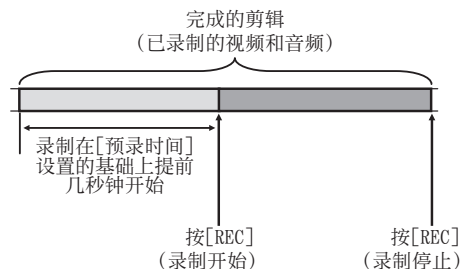 完成的剪辑
（已录制的视频和音频）
录制在[预录时间]
设置的基础上提前
几秒钟开始
按[REC]
（录制开始）
按[REC]
（录制停止）